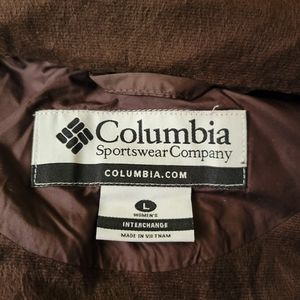 Columbia
Sportswear Company
COLUMBIA.COM
L
WOMEN'S
INTERCHANGE
MADE IN VIETNAM